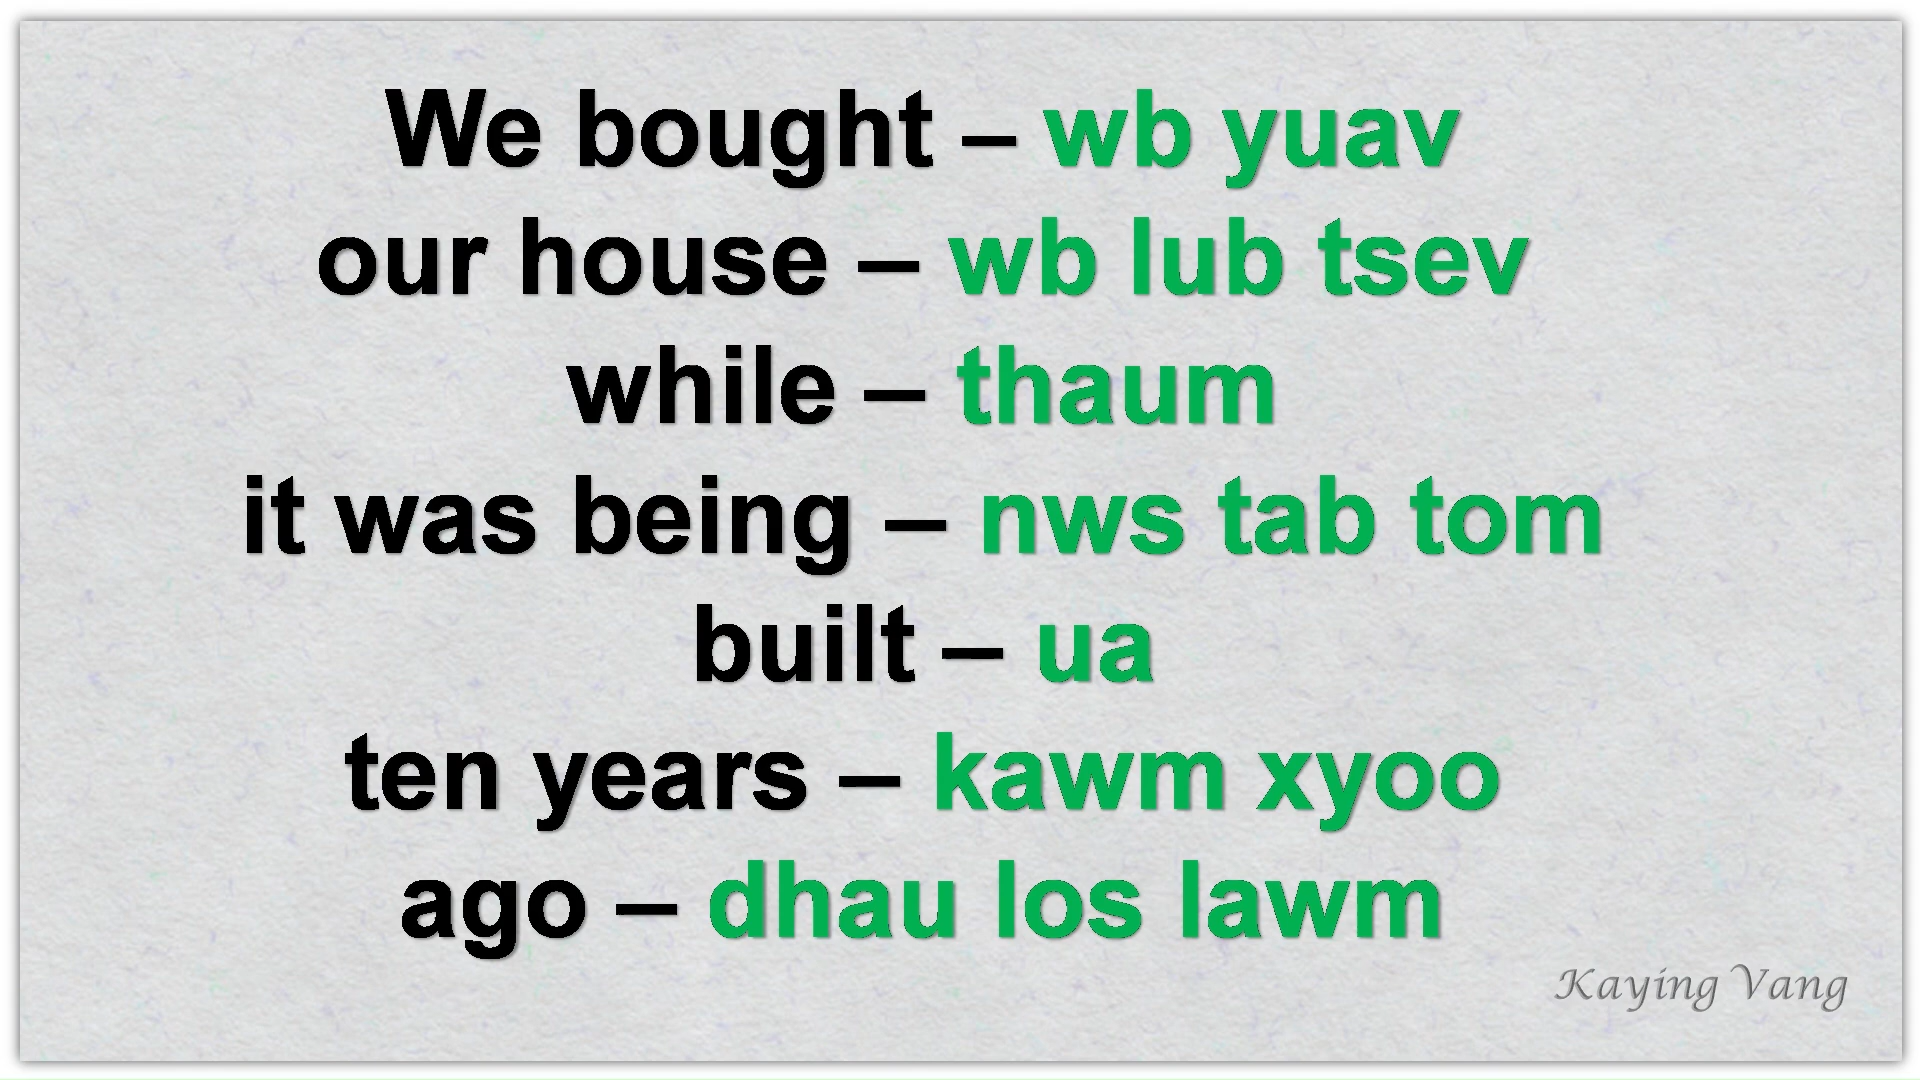 We bought – wb yuav
our house – wb lub tsev
while – thaum
it was being – nws tab tom
built – ua
ten years – kawm xyoo
ago – dhau los lawm
Kaying Vang